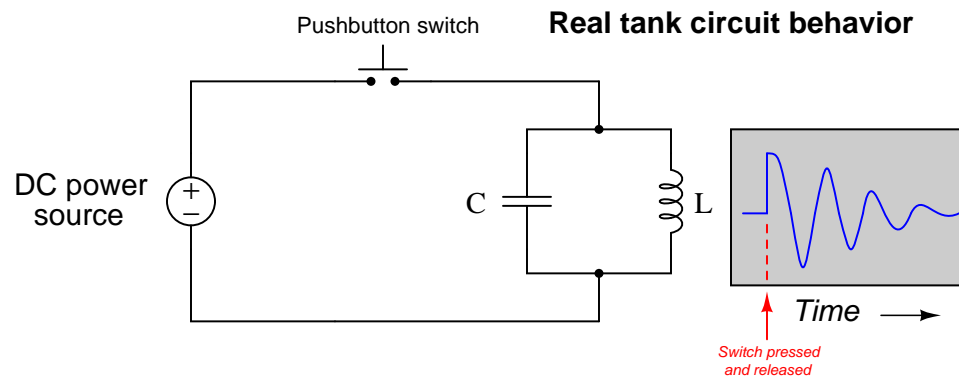 Real tank circuit behavior
Pushbutton switch
DC power
source
+
−
C
L
Time
Switch pressed
and released